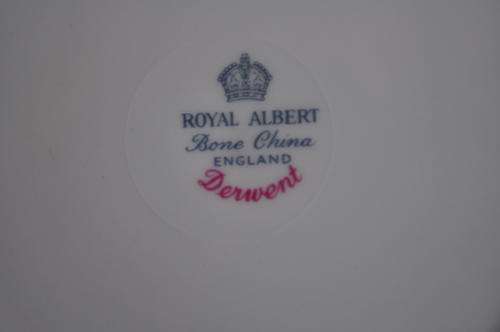 ROYAL ALBERT
Bone China
ENGLAND
Derwent